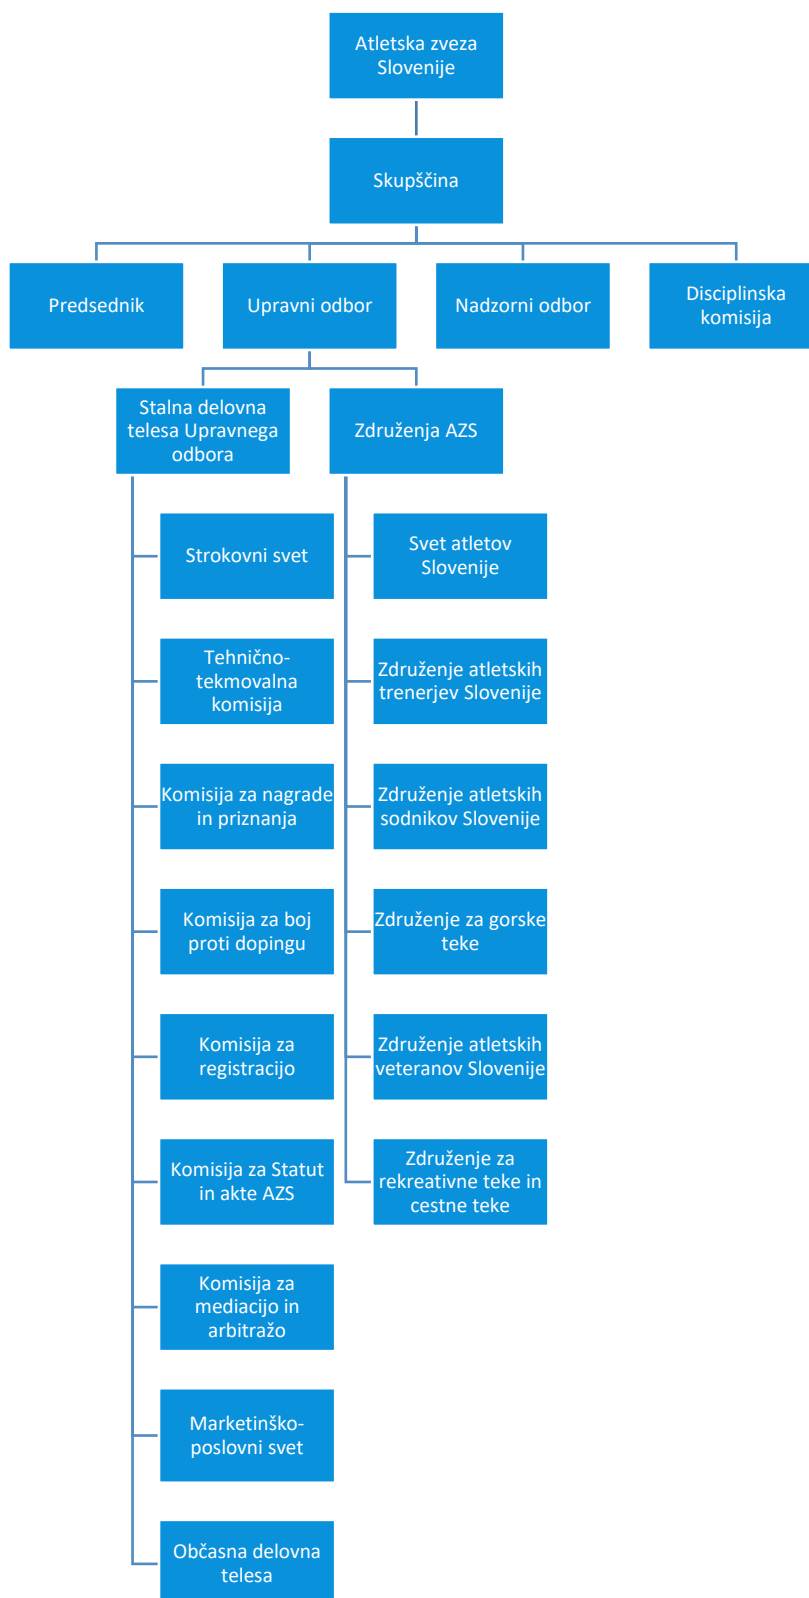 Atletska zveza
Slovenije
Skupščina
Predsednik
Upravni odbor
Nadzorni odbor
Disciplinska
komisija
Stalna delovna
telesa Upravnega
odbora
Združenja AZS
Strokovni svet
Svet atletov
Slovenije
Tehnično-
tekmovalna
komisija
Združenje atletskih
trenerjev Slovenije
Komisija za nagrade
in priznanja
Združenje atletskih
sodnikov Slovenije
Komisija za boj
proti dopingu
Združenje za gorske
teke
Komisija za
registracijo
Združenje atletskih
veteranov Slovenije
Komisija za Statut
in akte AZS
Združenje za
rekreativne teke in
cestne teke
Komisija za
mediacijo in
arbitražo
Marketinško-
poslovni svet
Občasna delovna
telesa